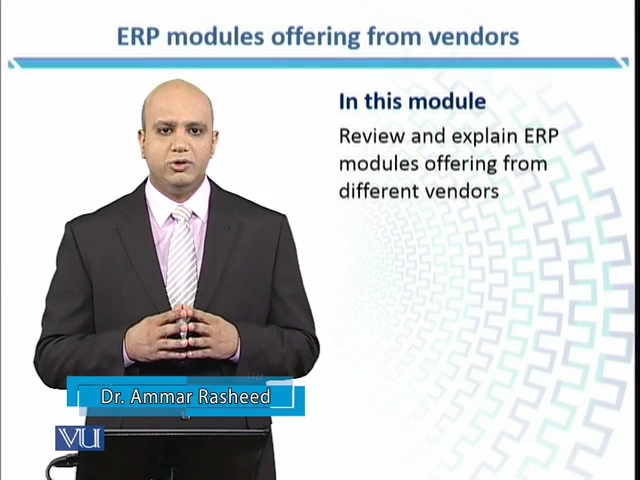 ERP modules offering from vendors
In this module
Review and explain ERP
modules offering from
different vendors
Dr. Ammar Rasheed
VU